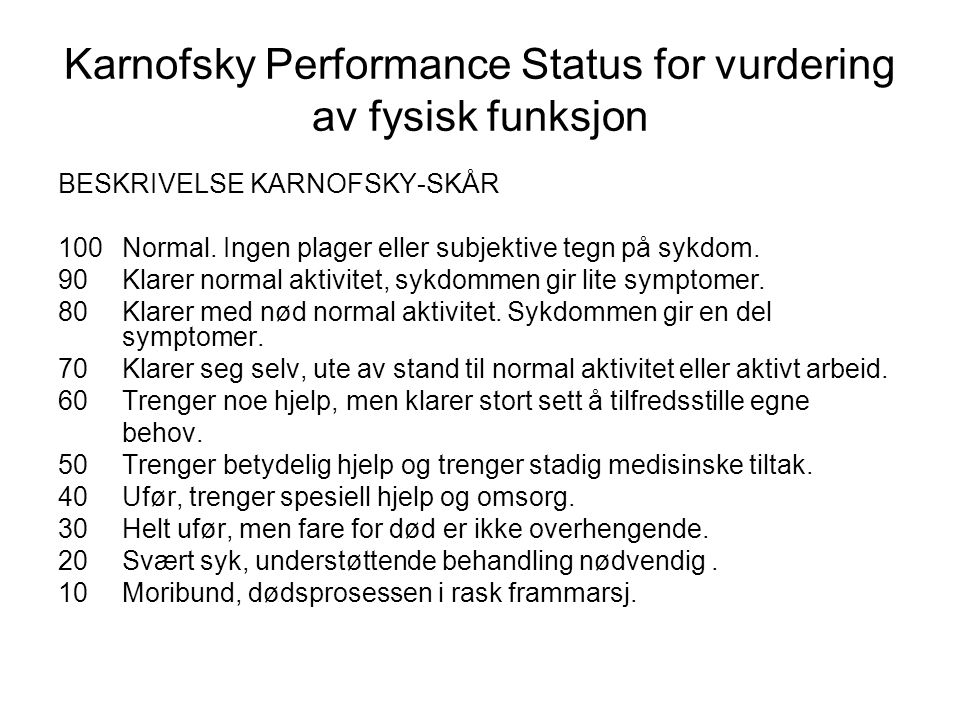 Karnofsky Performance Status for vurdering
av fysisk funksjon
BESKRIVELSE KARNOFSKY-SKÅR
100 Normal. Ingen plager eller subjektive tegn på sykdom.
90 Klarer normal aktivitet, sykdommen gir lite symptomer.
80 Klarer med nød normal aktivitet. Sykdommen gir en del
symptomer.
70 Klarer seg selv, ute av stand til normal aktivitet eller aktivt arbeid.
60 Trenger noe hjelp, men klarer stort sett å tilfredsstille egne
behov.
50 Trenger betydelig hjelp og trenger stadig medisinske tiltak.
40 Ufør, trenger spesiell hjelp og omsorg.
30 Helt ufør, men fare for død er ikke overhengende.
20 Svært syk, understøttende behandling nødvendig .
10 Moribund, dødsprosessen i rask frammarsj.